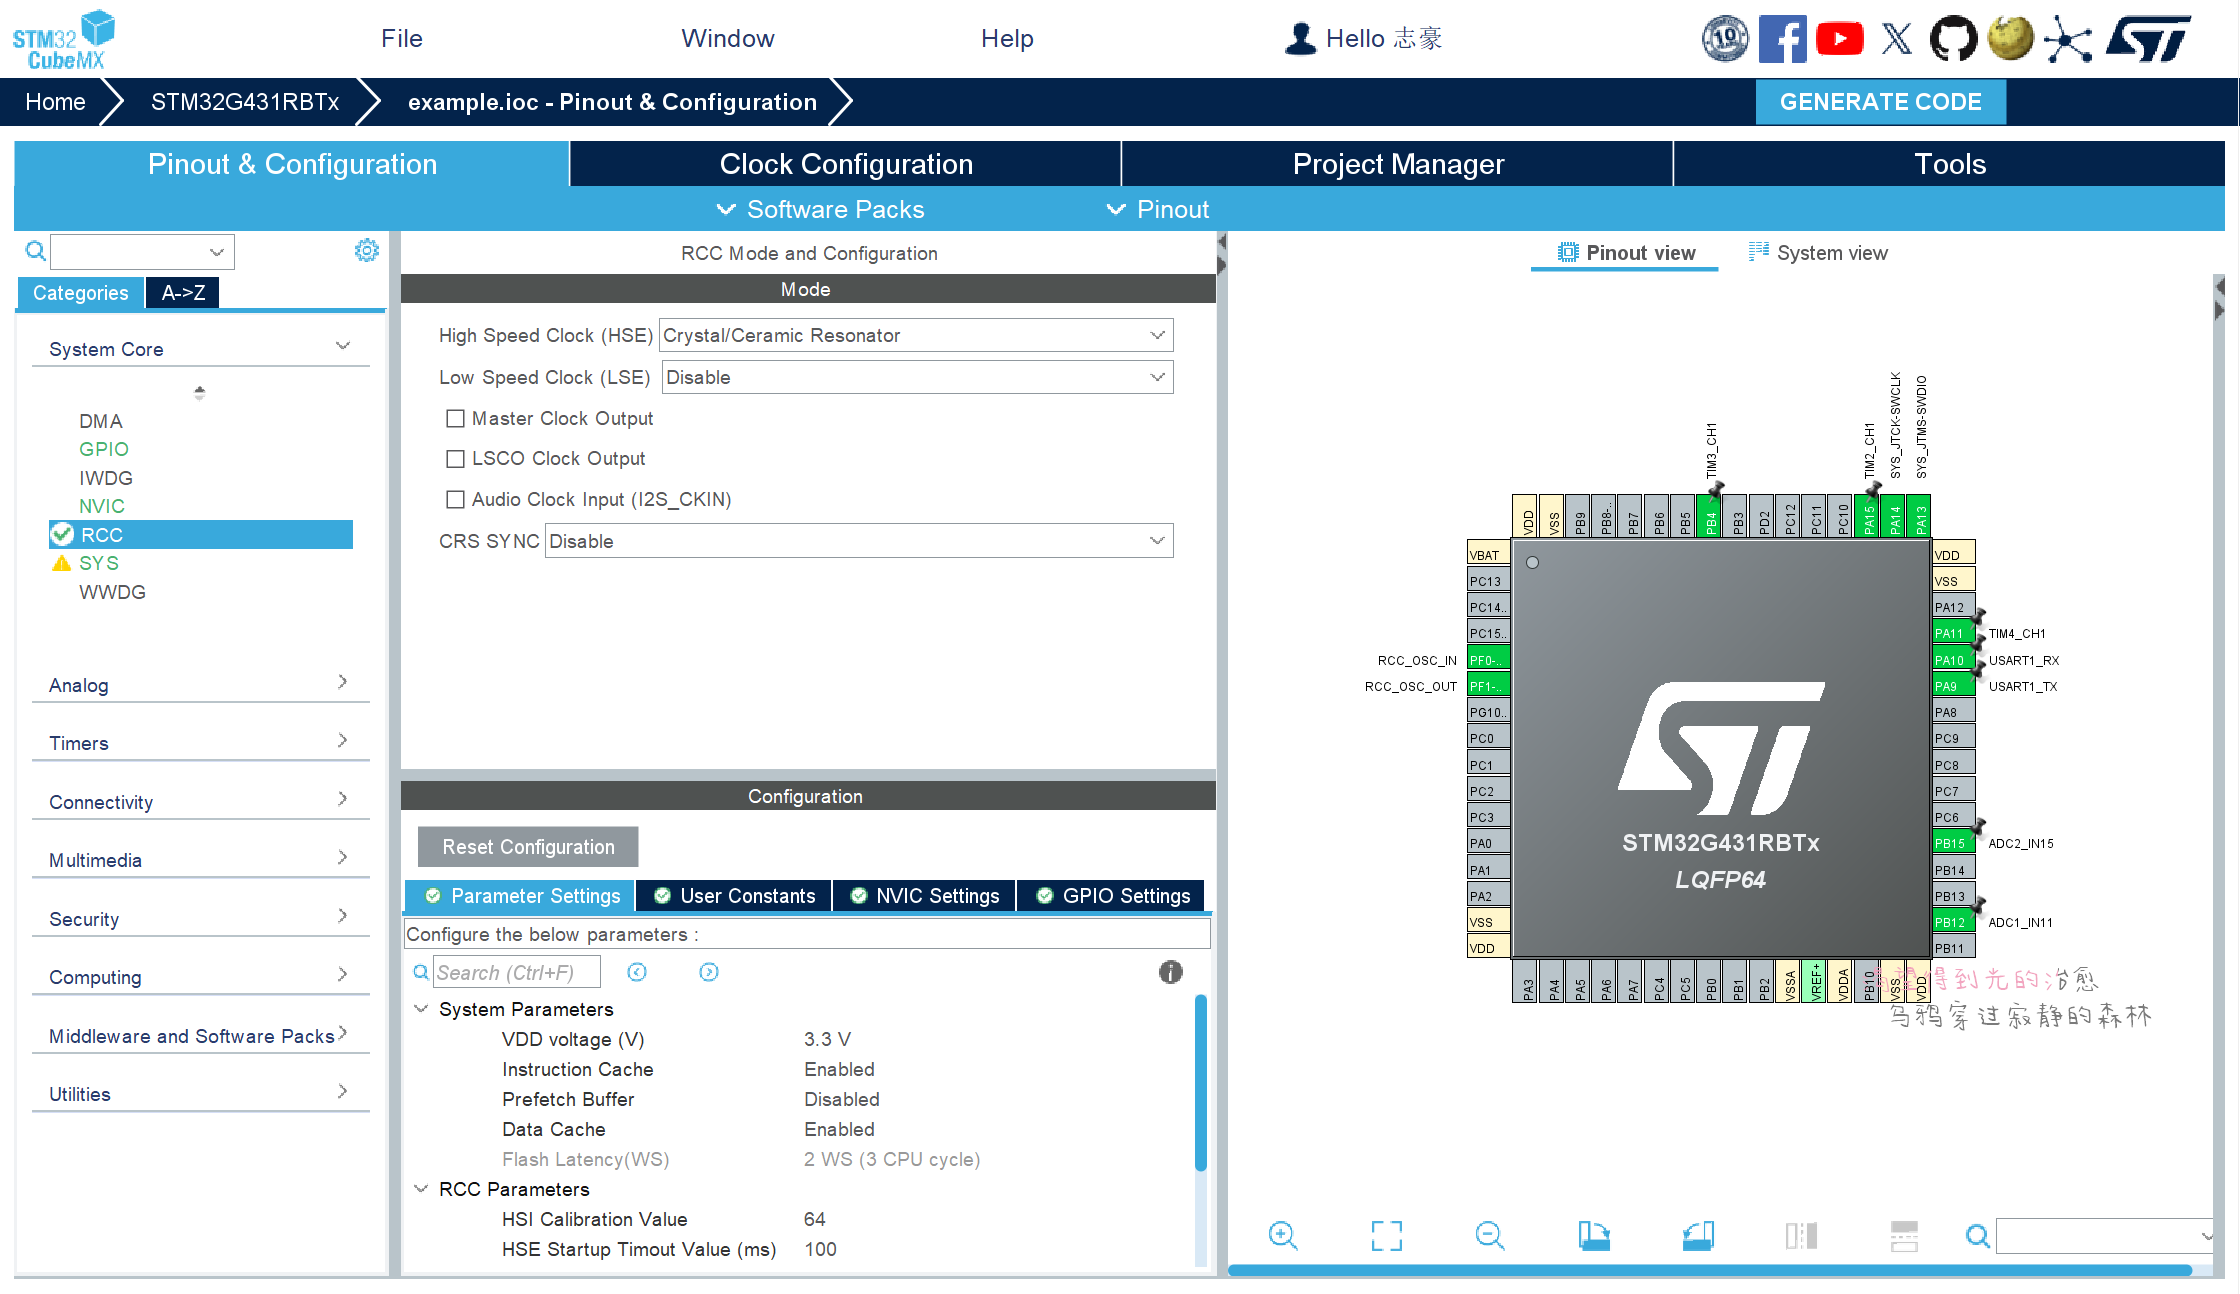 STM32
CubeMX
File
Window
Help
Hello 志豪
10
Home
STM32G431RBTx
example.ioc - Pinout & Configuration
GENERATE CODE
Pinout & Configuration
Clock Configuration
Project Manager
Tools
Software Packs
Pinout
Categories
A->Z
System Core
DMA
GPIO
IWDG
NVIC
RCC
SYS
WWDG
Analog
Timers
Connectivity
Multimedia
Security
Computing
Middleware and Software Packs
Utilities
RCC Mode and Configuration
Mode
High Speed Clock (HSE) Crystal/Ceramic Resonator
Low Speed Clock (LSE) Disable
Master Clock Output
LSCO Clock Output
Audio Clock Input (I2S_CKIN)
CRS SYNC Disable
Configuration
Reset Configuration
Parameter Settings
User Constants
NVIC Settings
GPIO Settings
Configure the below parameters :
Search (Ctrl+F)
System Parameters
VDD voltage (V) 3.3 V
Instruction Cache Enabled
Prefetch Buffer Disabled
Data Cache Enabled
Flash Latency(WS) 2 WS (3 CPU cycle)
RCC Parameters
HSI Calibration Value 64
HSE Startup Timout Value (ms) 100
Pinout view
System view
TIM3_CH1
TIM2_CH1
SYS_JTCK-SWCLK
SYS_JTMS-SWDIO
VDD
VSS
PB9
PB8-..
PB7
PB6
PB5
PB4
PB3
PD2
PC12
PC11
PC10
PA15
PA14
PA13
VBAT
PC13
PC14..
PC15..
RCC_OSC_IN PF0-..
RCC_OSC_OUT PF1-..
PG10..
PC0
PC1
PC2
PC3
PA0
PA1
PA2
VSS
VDD
VDD
VSS
PA12
PA11 TIM4_CH1
PA10 USART1_RX
PA9 USART1_TX
PA8
PC9
PC8
PC7
PC6
PB15 ADC2_IN15
PB14
PB13
PB12 ADC1_IN11
PB11
STM32G431RBTx
LQFP64
PA3
PA4
PA5
PA6
PA7
PC4
PC5
PB0
PB1
PB2
VSSA
VREF+
VDDA
PB10
VSS
VDD
望得到光的治愈
乌鸦穿过寂静的森林